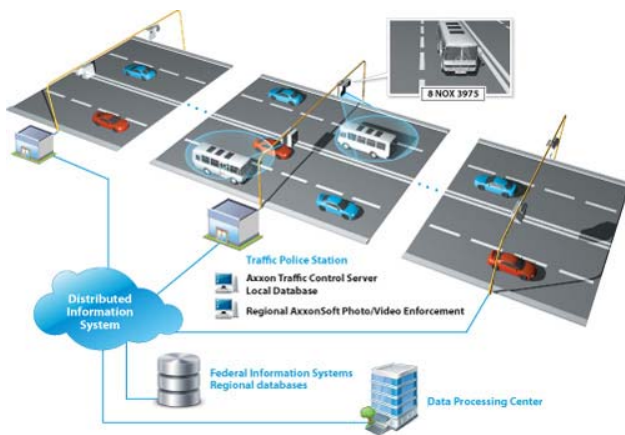 8 NOX 3975
Traffic Police Station
Axxon Traffic Control Server
Local Database
Regional AxxonSoft Photo/Video Enforcement
Distributed
Information
System
Federal Information Systems
Regional databases
Data Processing Center